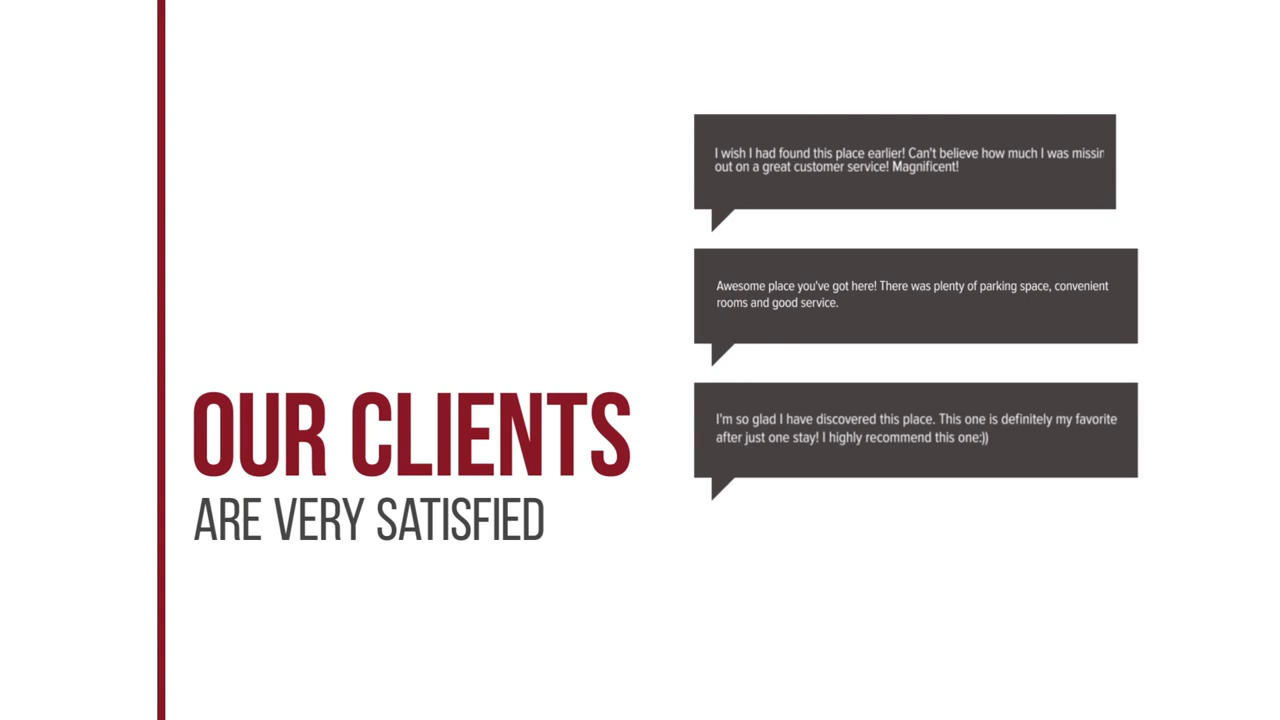 I wish I had found this place earlier! Can't believe how much I was missin
out on a great customer service! Magnificent!
Awesome place you've got here! There was plenty of parking space, convenient
rooms and good service.
I'm so glad I have discovered this place. This one is definitely my favorite
after just one stay! I highly recommend this one:))
OUR CLIENTS
ARE VERY SATISFIED